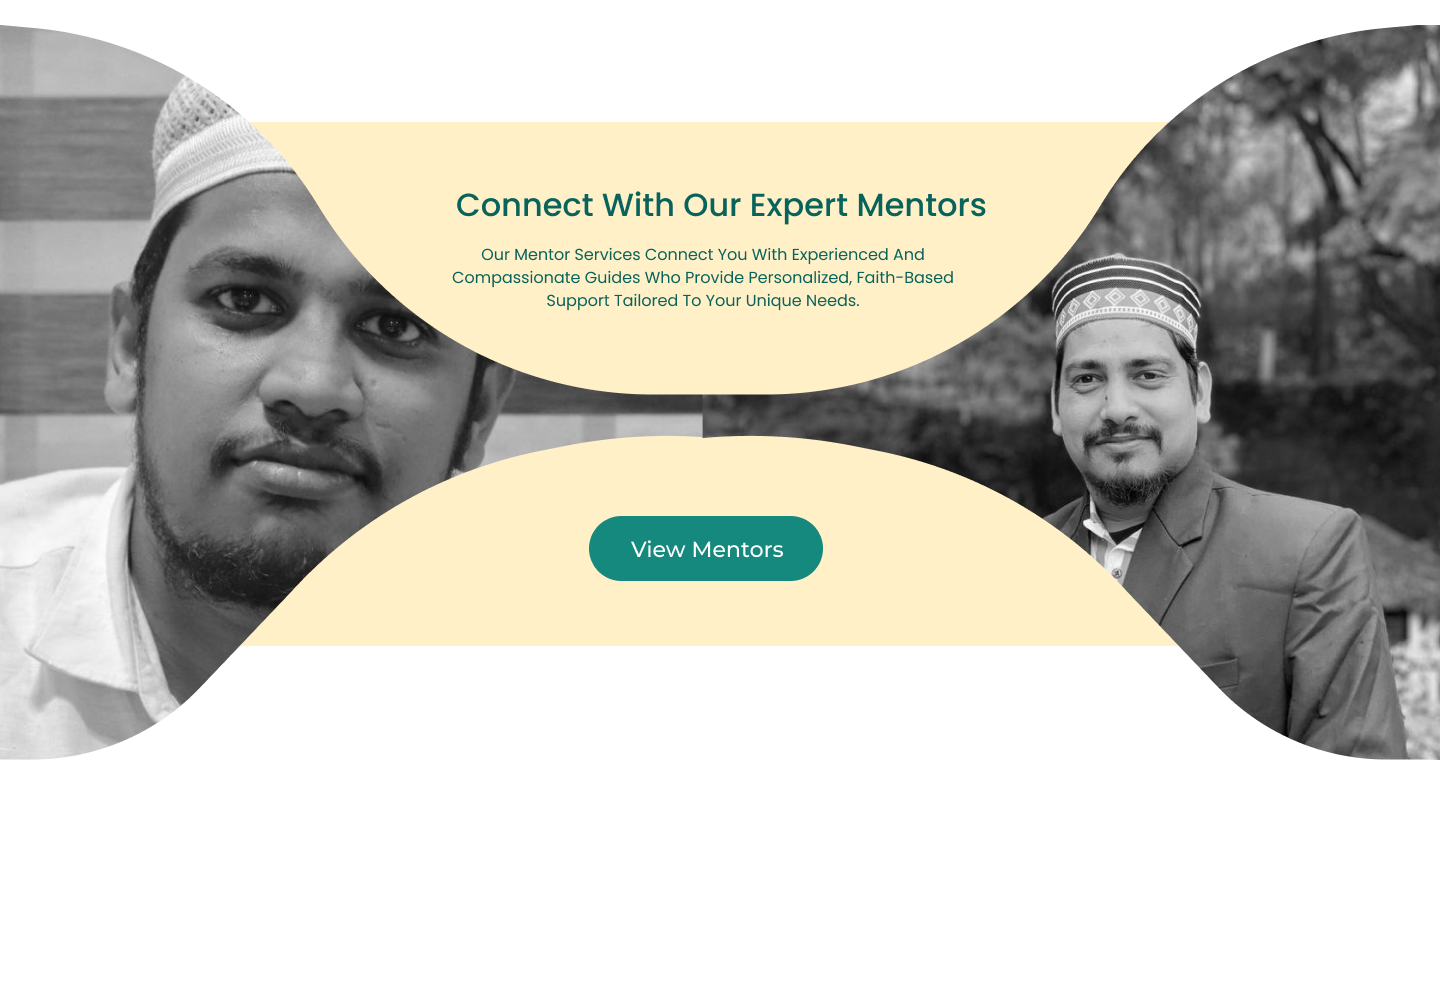 Connect With Our Expert Mentors
Our Mentor Services Connect You With Experienced And
Compassionate Guides Who Provide Personalized, Faith-Based
Support Tailored To Your Unique Needs.
View Mentors